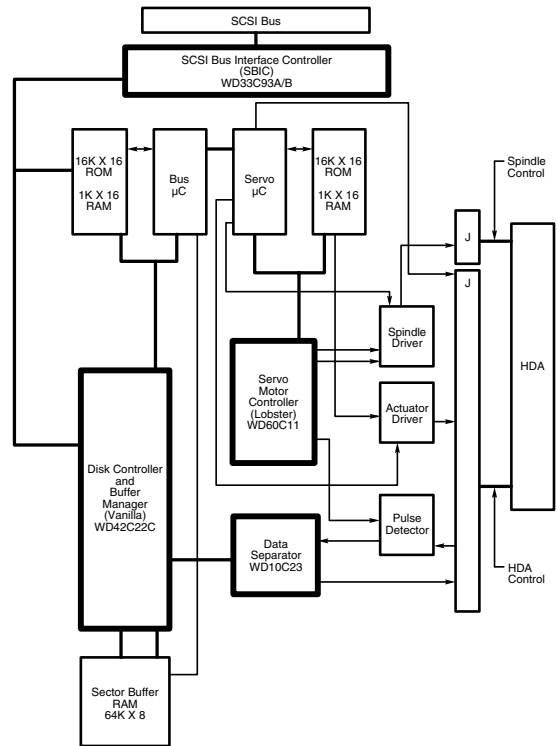 SCSI Bus
SCSI Bus Interface Controller
(SBIC)
WD33C93A/B
16K X 16
ROM
1K X 16
RAM
Bus
µC
Servo
µC
16K X 16
ROM
1K X 16
RAM
Spindle
Control
J
J
HDA
Spindle
Driver
Servo
Motor
Controller
(Lobster)
WD60C11
Actuator
Driver
Disk Controller
and
Buffer
Manager
(Vanilla)
WD42C22C
Pulse
Detector
Data
Separator
WD10C23
HDA
Control
Sector Buffer
RAM
64K X 8